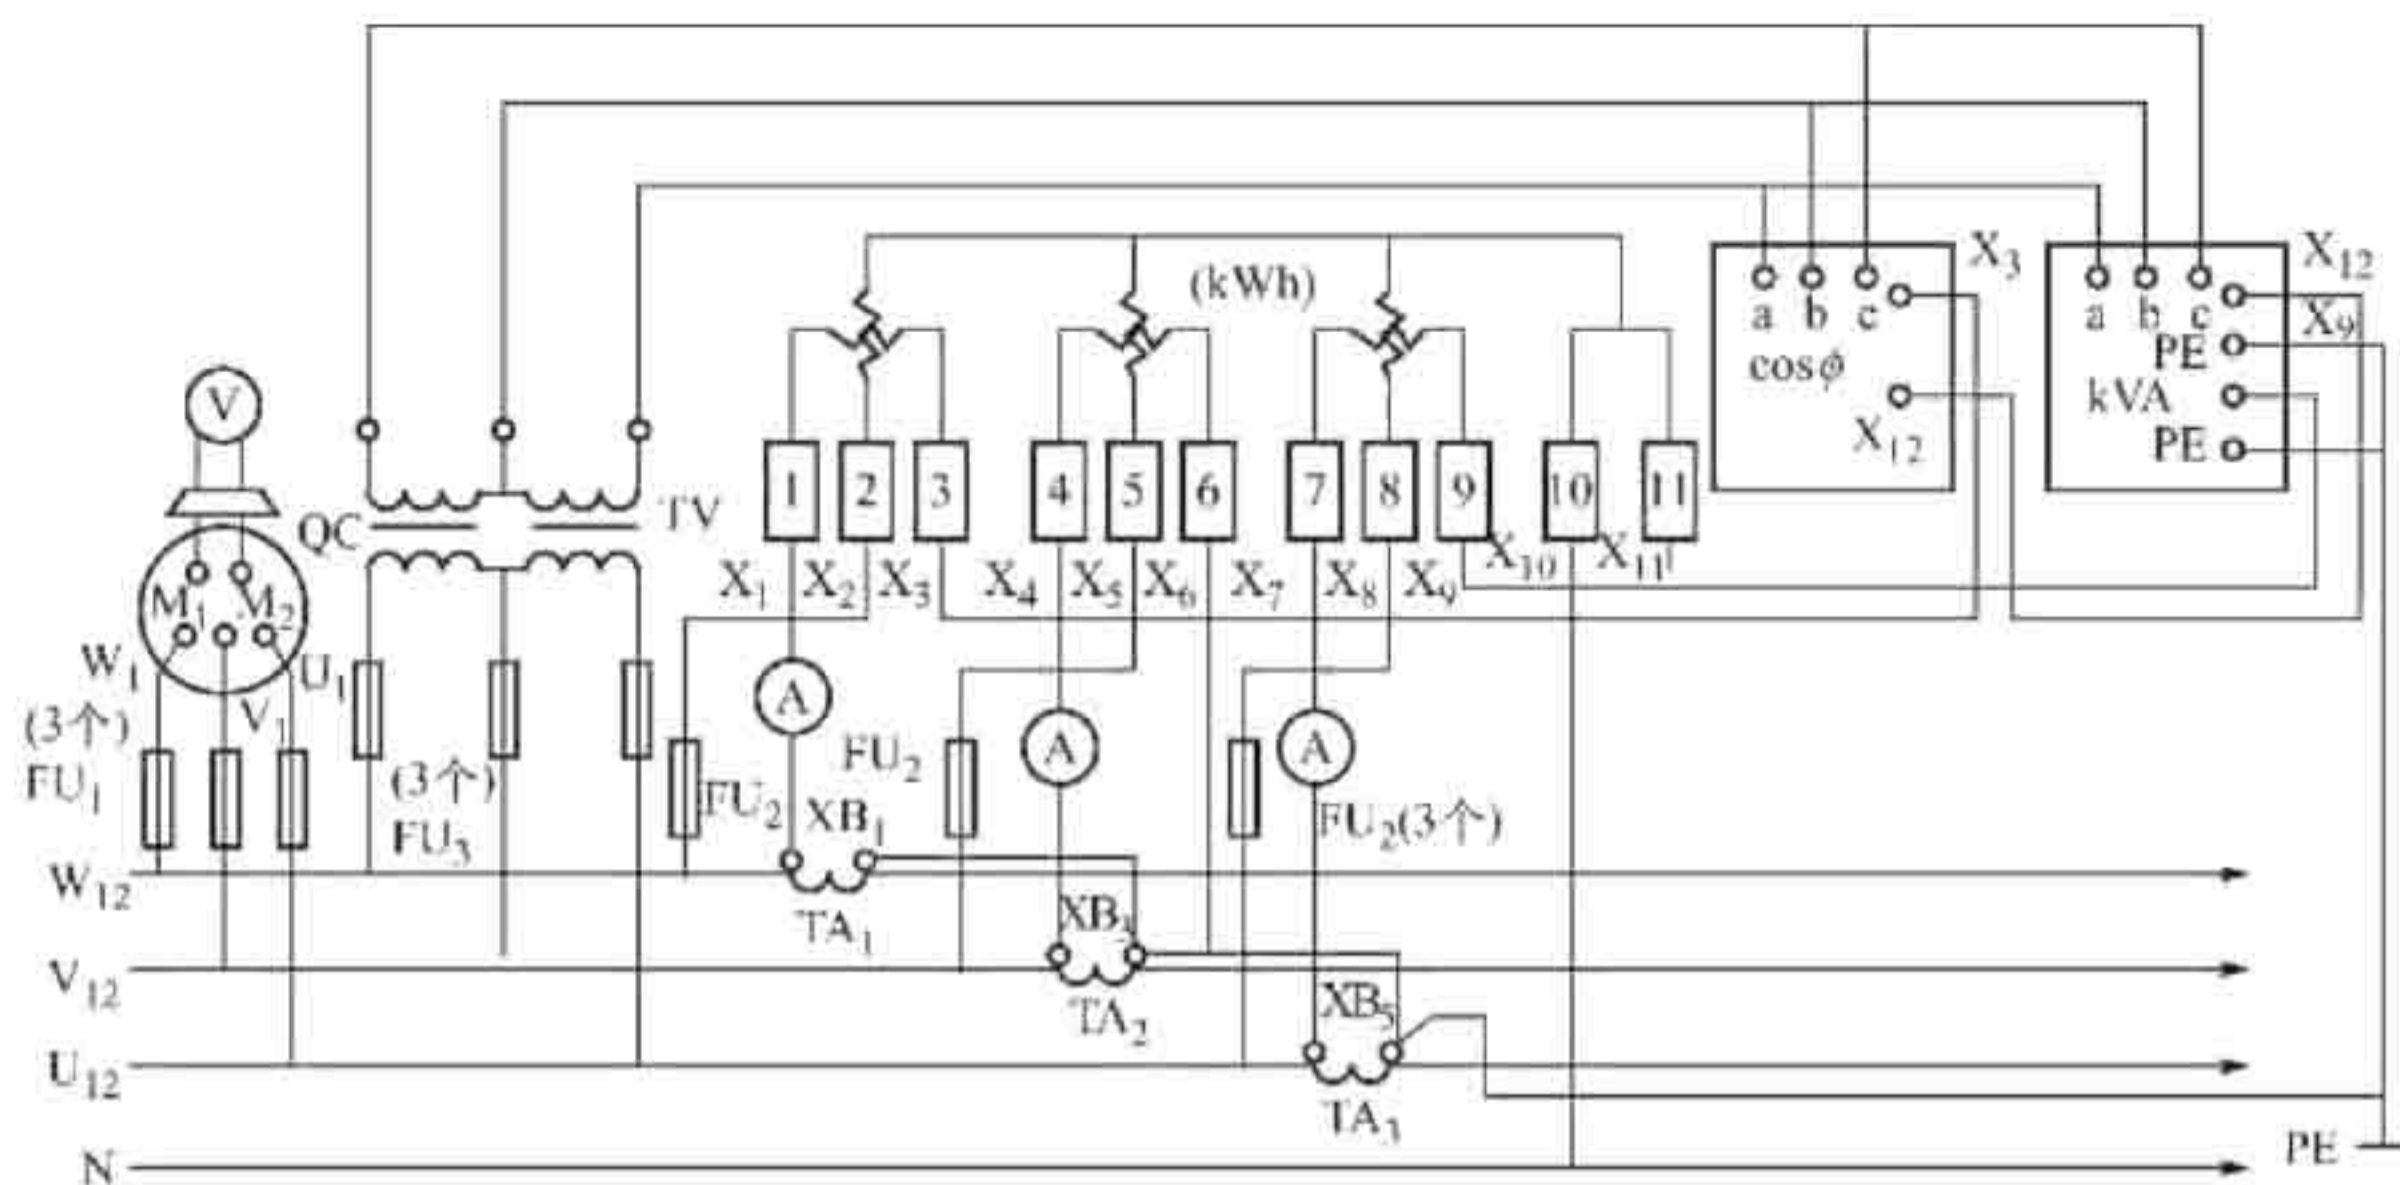 (kWh)
X₃
X₁₂
a b c
a b c
X₉
PE
cosφ
kVA
V
X₁₂
PE
QC
TV
1 2 3 4 5 6 7 8 9 10 11
X₁ X₂ X₃ X₄ X₅ X₆ X₇ X₈ X₉ X₁₀ X₁₁
M₁ M₂
W₁
U₁
V₁
(3个)
FU₁
A
A
A
(3个)
FU₃
FU₂
XB₁
FU₂
FU₂(3个)
W₁₂
TA₁
V₁₂
TA₂
XB₅
U₁₂
TA₃
PE
N